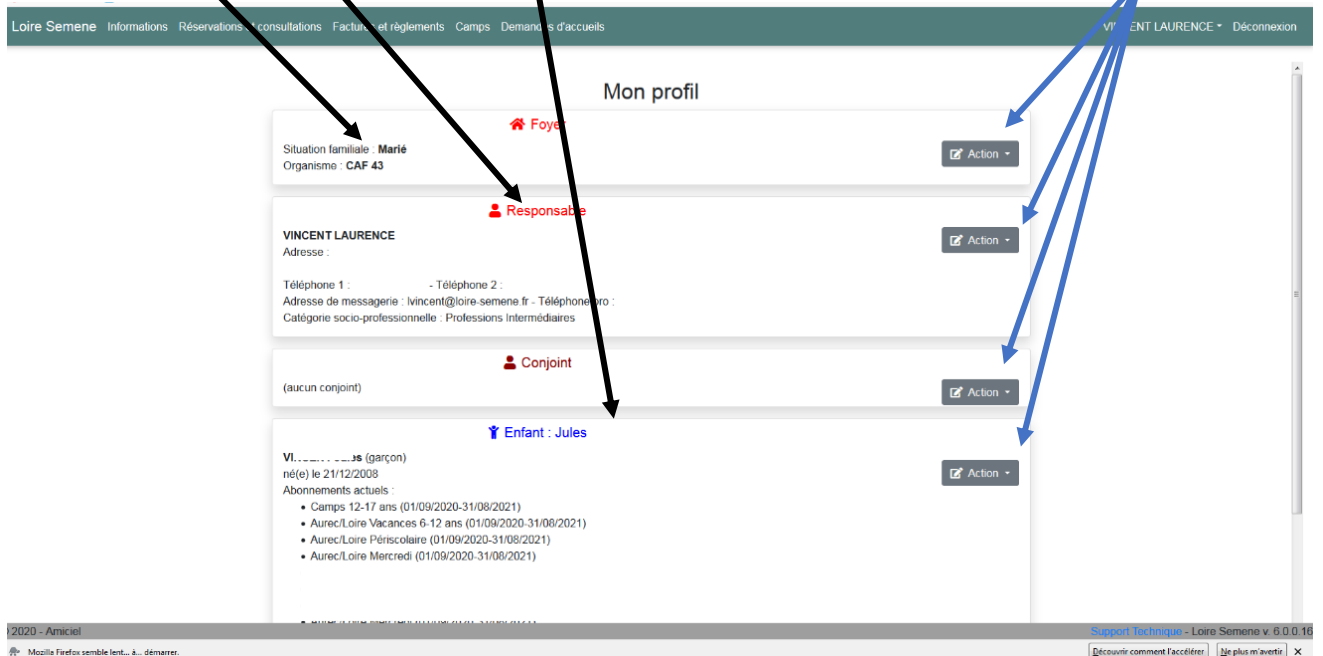 Loire Semene Informations Réservations et consultations Factures et règlements Camps Demandes d'accueils VINCENT LAURENCE Déconnexion
Mon profil
Foyer
Situation familiale : Marié
Organisme : CAF 43
Action
Responsable
VINCENT LAURENCE
Adresse :
Action
Téléphone 1 : - Téléphone 2 :
Adresse de messagerie : lvincent@loire-semene.fr - Téléphone pro :
Catégorie socio-professionnelle : Professions Intermédiaires
Conjoint
(aucun conjoint)
Action
Enfant : Jules
(garçon)
né(e) le 21/12/2008
Action
Abonnements actuels :
• Camps 12-17 ans (01/09/2020-31/08/2021)
• Aurec/Loire Vacances 6-12 ans (01/09/2020-31/08/2021)
• Aurec/Loire Périscolaire (01/09/2020-31/08/2021)
• Aurec/Loire Mercredi (01/09/2020-31/08/2021)
2020 - Amiciel Support Technique - Loire Semene v. 6.0.0.16
Mozilla Firefox semble lent... à... démarrer. Découvrir comment l'accélérer Ne plus m'avertir X